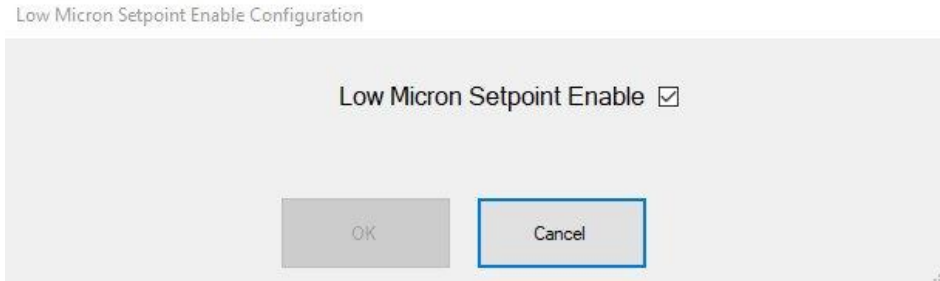 Low Micron Setpoint Enable Configuration
Low Micron Setpoint Enable
OK
Cancel